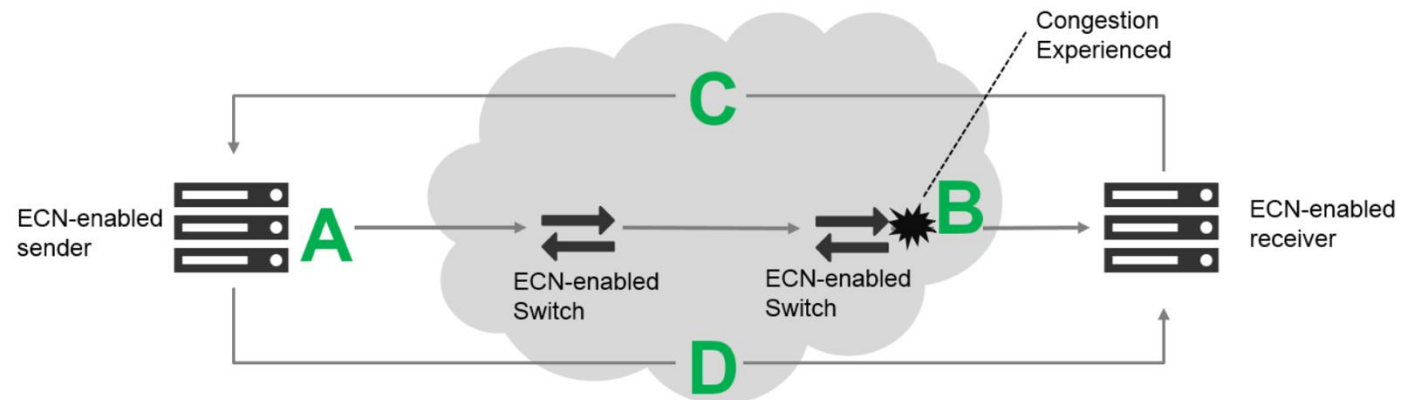 Congestion
Experienced
C
ECN-enabled
sender
A
B
ECN-enabled
receiver
ECN-enabled
Switch
ECN-enabled
Switch
D